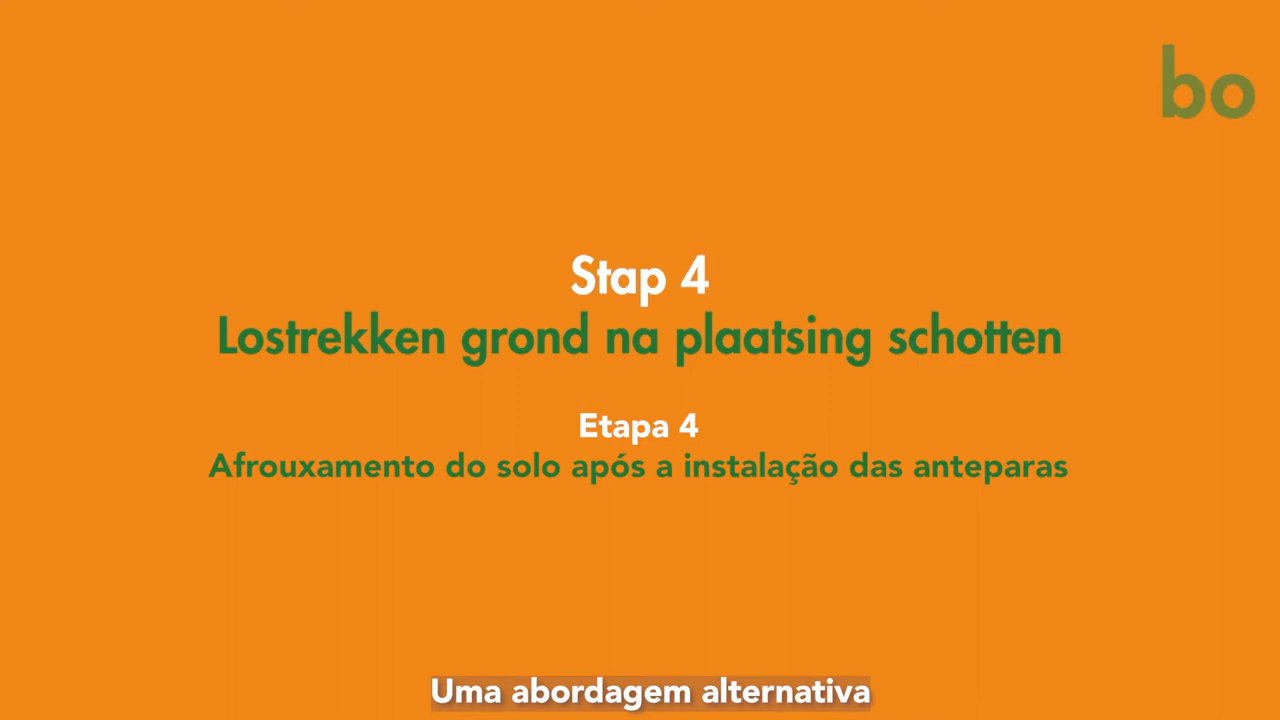 bo
Stap 4
Lostrekken grond na plaatsing schotten
Etapa 4
Afrouxamento do solo após a instalação das anteparas
Uma abordagem alternativa